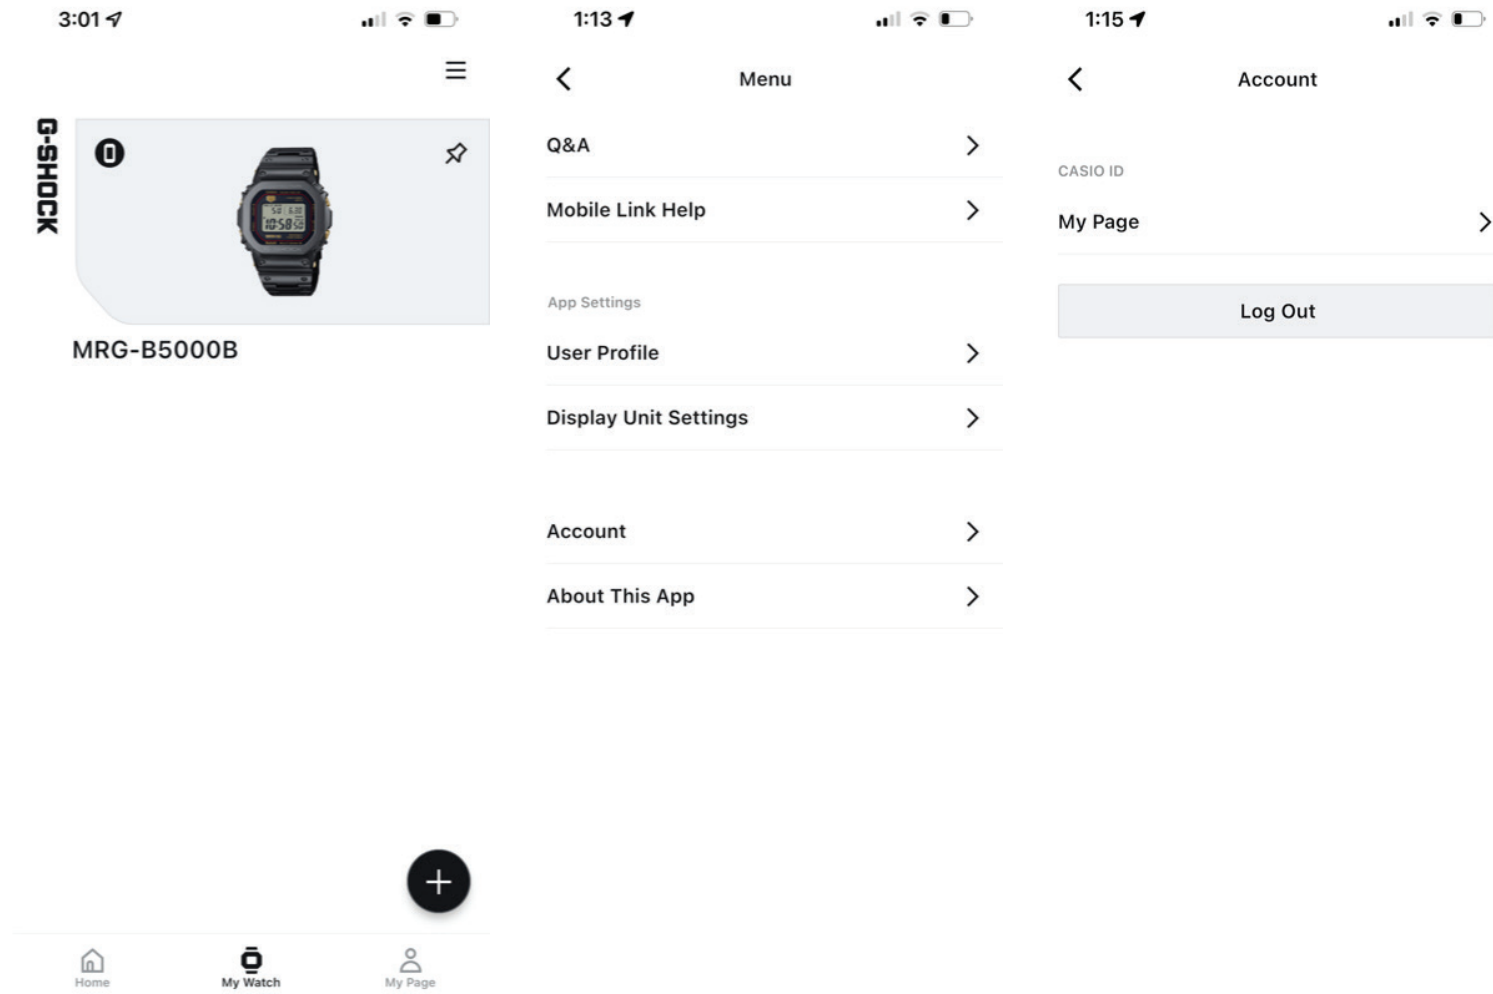 3:01
G-SHOCK
MRG-B5000B
Home
My Watch
My Page
1:13
Menu
Q&A
Mobile Link Help
App Settings
User Profile
Display Unit Settings
Account
About This App
1:15
Account
CASIO ID
My Page
Log Out